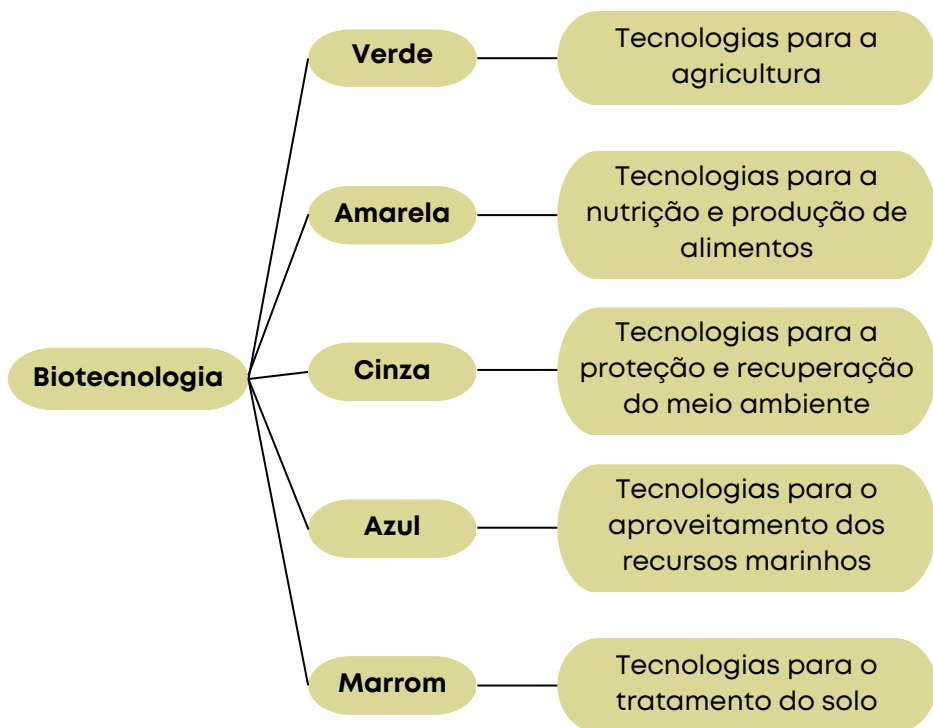 Verde
Tecnologias para a
agricultura
Amarela
Tecnologias para a
nutrição e produção de
alimentos
Biotecnologia
Cinza
Tecnologias para a
proteção e recuperação
do meio ambiente
Azul
Tecnologias para o
aproveitamento dos
recursos marinhos
Marrom
Tecnologias para o
tratamento do solo